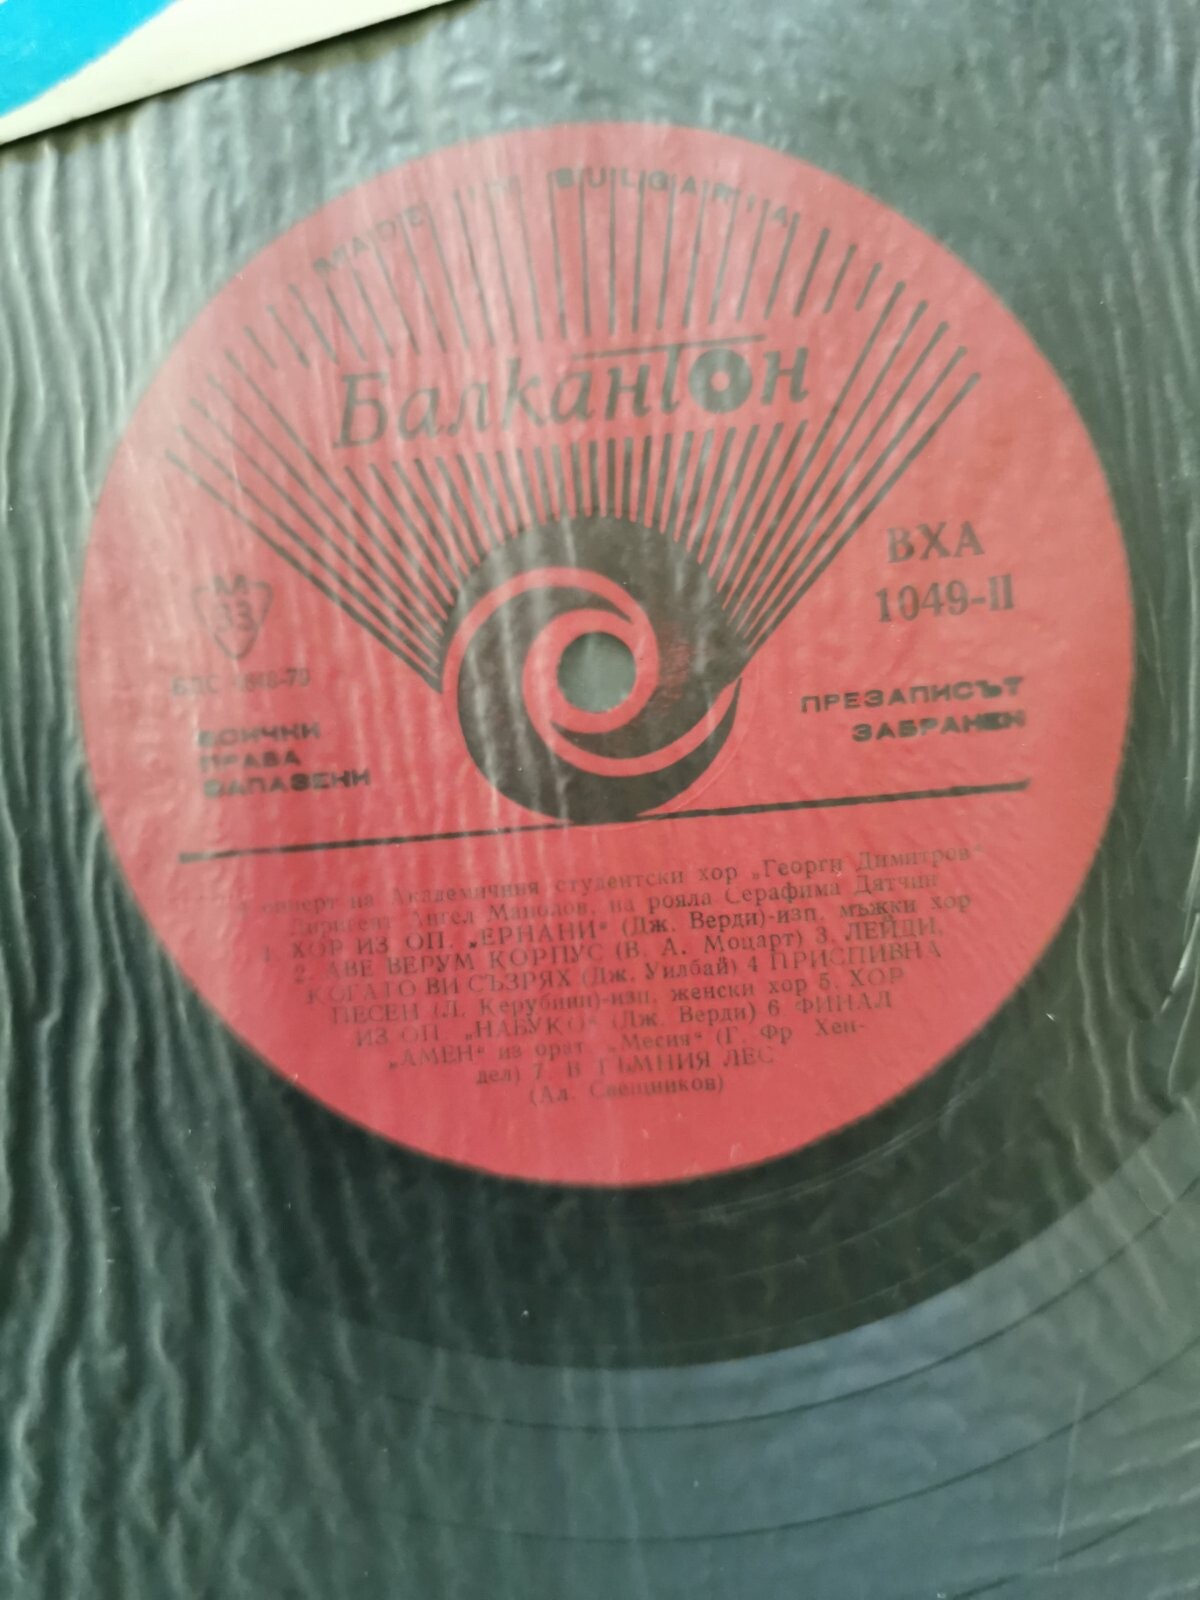 MADE IN BULGARIA
Балкантон
ВХА
1049-II
М
33
ВСИЧКИ
ПРАВА
ЗАПАЗЕНИ
ПРЕЗАПИСЪТ
ЗАБРАНЕН
Концерт на Академичния студентски хор „Георги Димитров“
Диригент Ангел Манолов, на рояла Серафима Дятчин
1. ХОР ИЗ ОП. „ЕРНАНИ“ (Дж. Верди)-изп. мъжки хор
2. АВЕ ВЕРУМ КОРПУС (В. А. Моцарт) 3. ЛЕЙДИ,
КОГАТО ВИ СЪЗРЯХ (Дж. Уилбай) 4 ПРИСПИВНА
ПЕСЕН (Л. Керубини)-изп. женски хор 5. ХОР
ИЗ ОП. „НАБУКО“ (Дж. Верди) 6. ФИНАЛ
„АМЕН“ из орат. „Месия“ (Г. Фр Хен-
дел) 7. В ТЪМНИЯ ЛЕС
(Ал. Свещников)